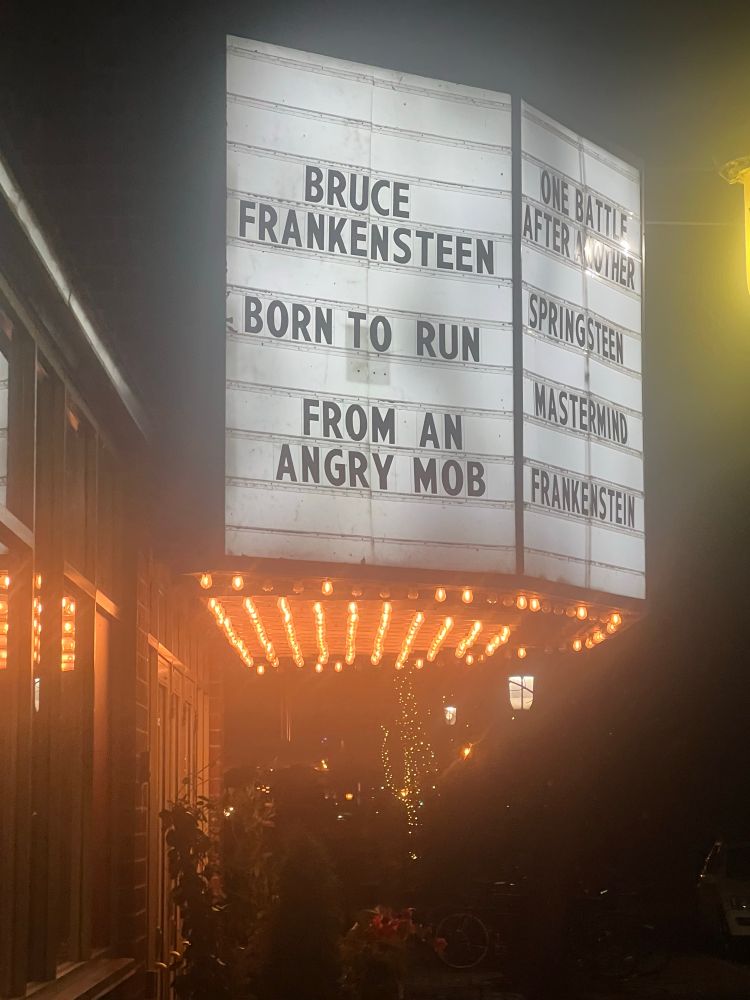 BRUCE
FRANKENSTEEN
BORN TO RUN
FROM AN
ANGRY MOB
ONE BATTLE
AFTER ANOTHER
SPRINGSTEEN
MASTERMIND
FRANKENSTEIN